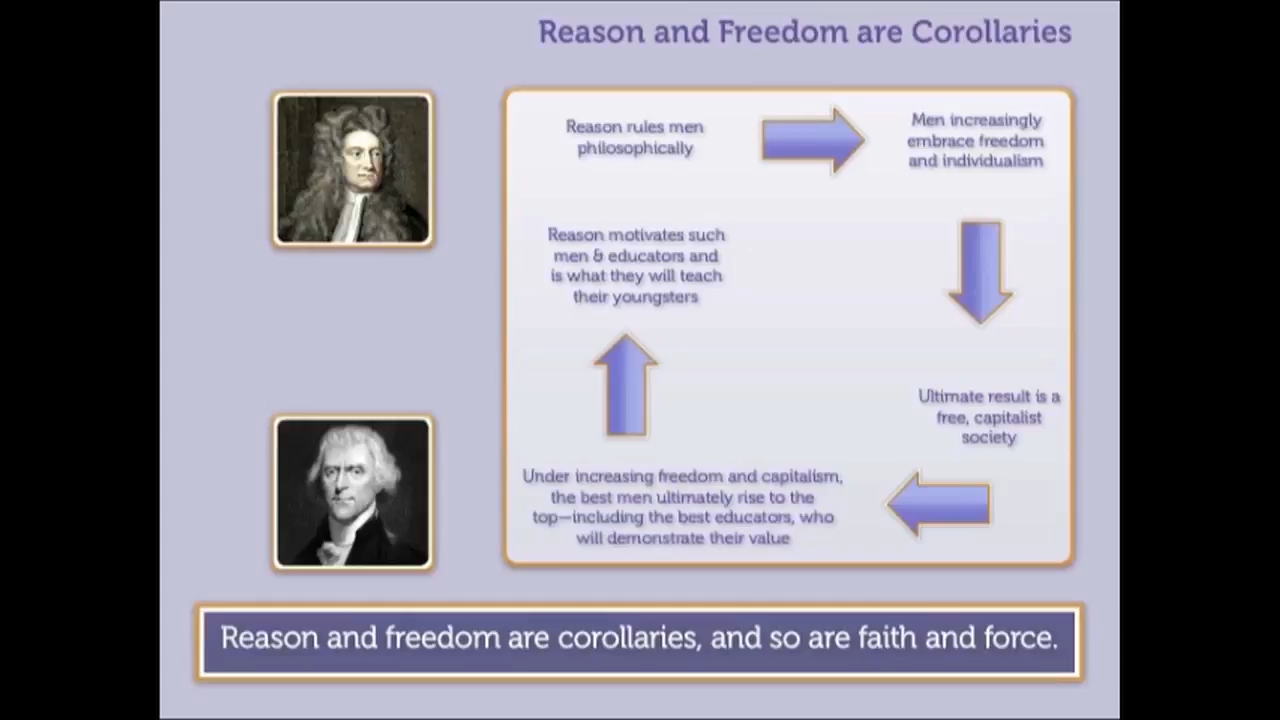 Reason and Freedom are Corollaries
Reason rules men
philosophically
Men increasingly
embrace freedom
and individualism
Reason motivates such
men & educators and
is what they will teach
their youngsters
Ultimate result is a
free, capitalist
society
Under increasing freedom and capitalism,
the best men ultimately rise to the
top—including the best educators, who
will demonstrate their value
Reason and freedom are corollaries, and so are faith and force.